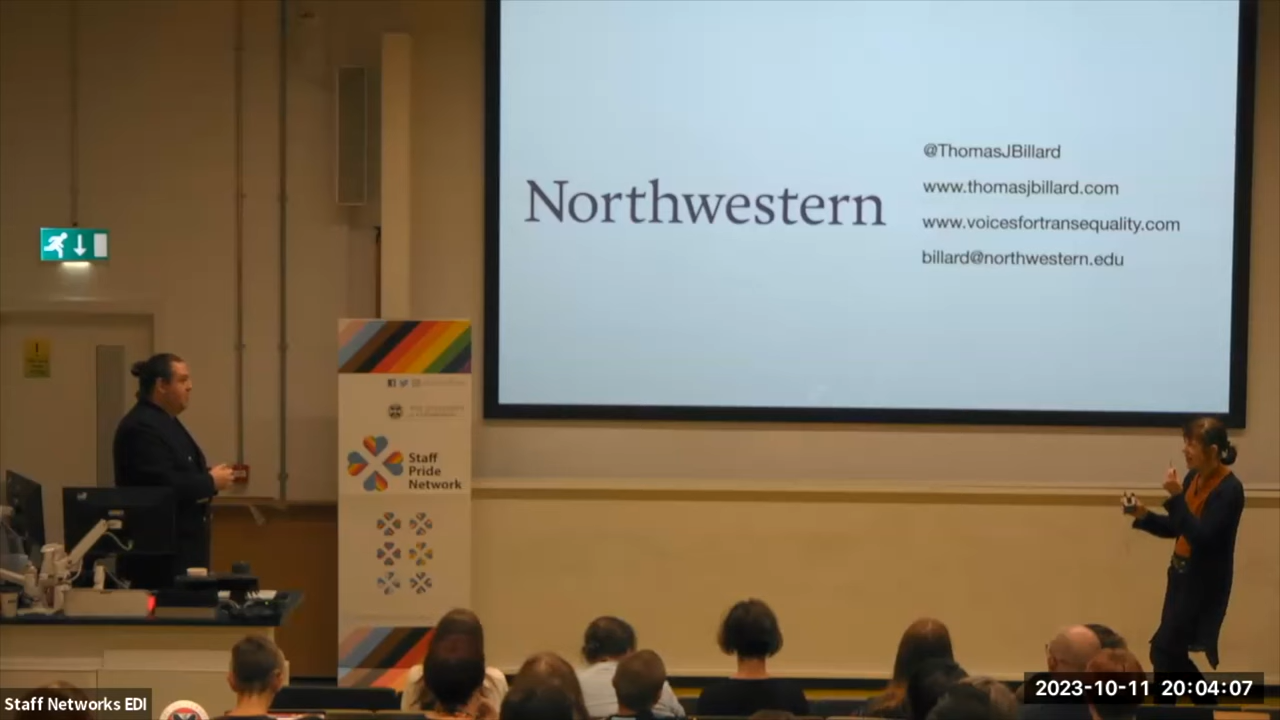 @ThomasJBillard
www.thomasjbillard.com
Northwestern
www.voicesfortransequality.com
billard@northwestern.edu
Staff
Pride
Network
Staff Networks EDI
2023-10-11 20:04:07